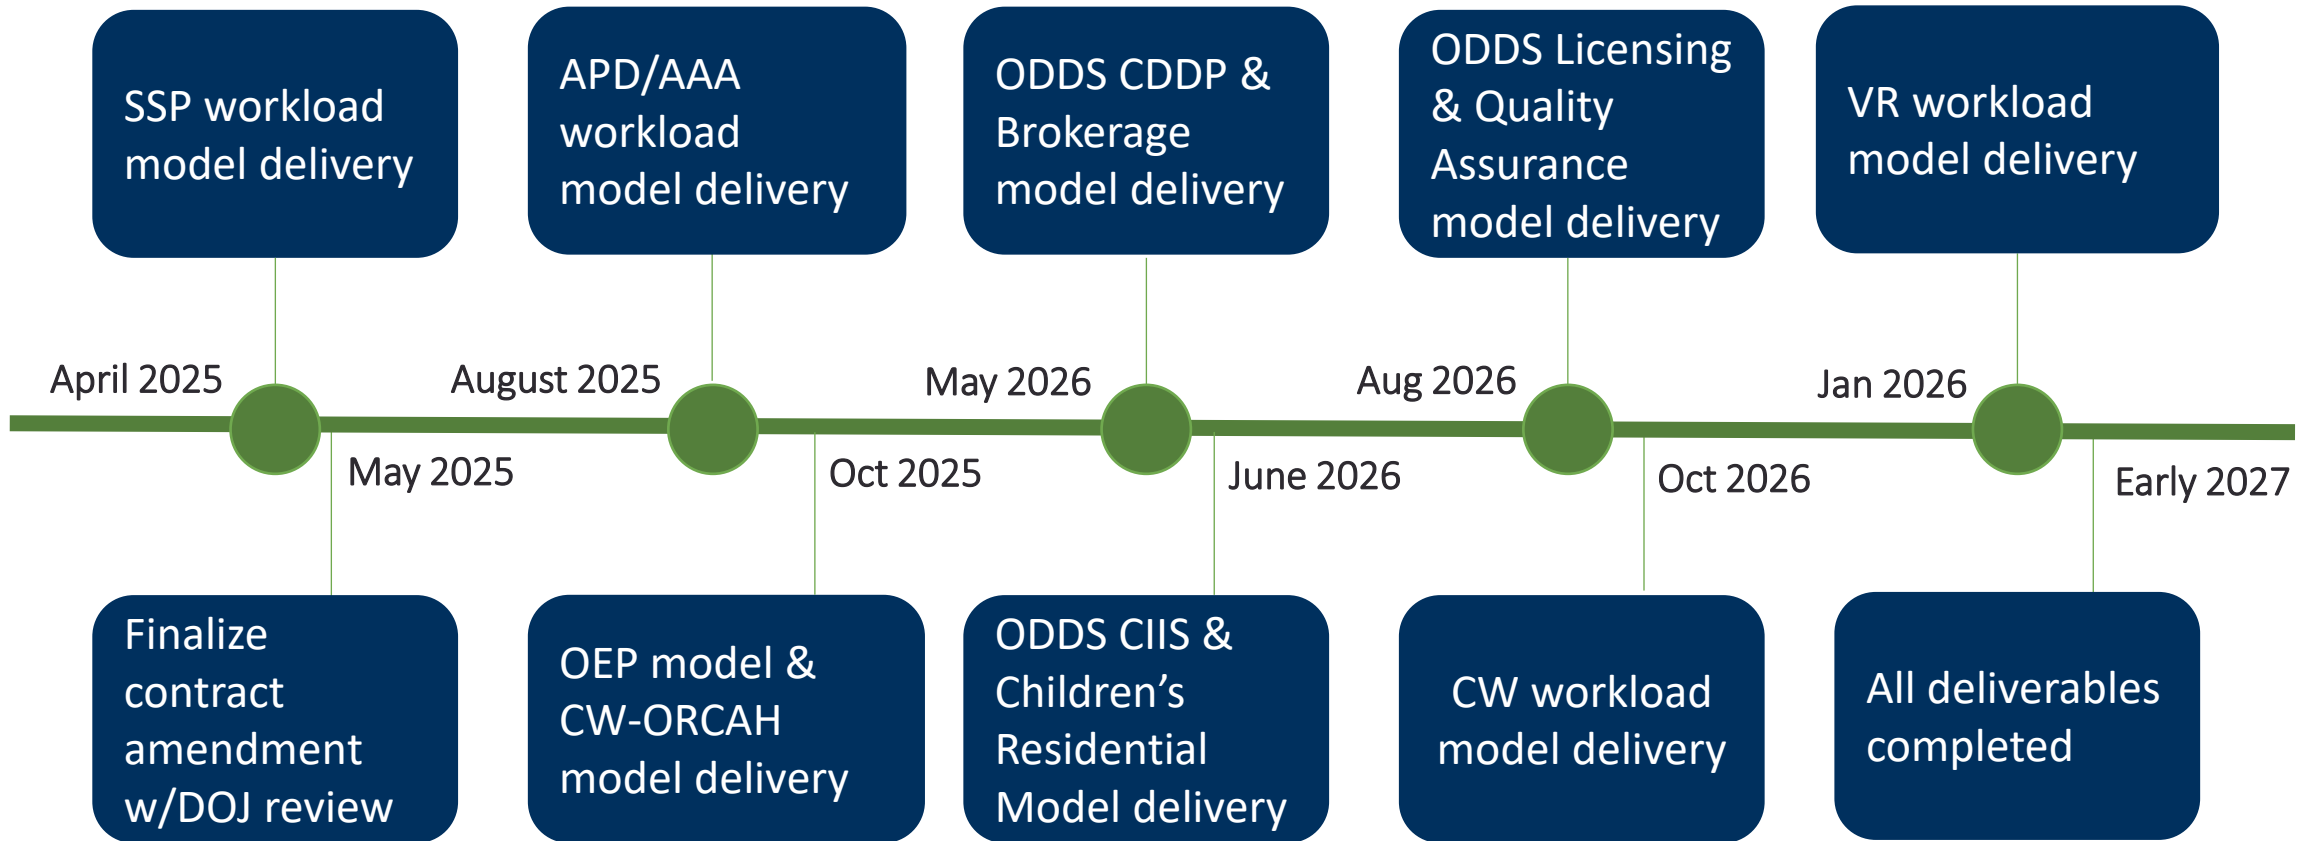 SSP workload
model delivery
APD/AAA
workload
model delivery
ODDS CDDP &
Brokerage
model delivery
ODDS Licensing
& Quality
Assurance
model delivery
VR workload
model delivery
April 2025
August 2025
May 2026
Aug 2026
Jan 2026
May 2025
Oct 2025
June 2026
Oct 2026
Early 2027
Finalize
contract
amendment
w/DOJ review
OEP model &
CW-ORCAH
model delivery
ODDS CIIS &
Children’s
Residential
Model delivery
CW workload
model delivery
All deliverables
completed